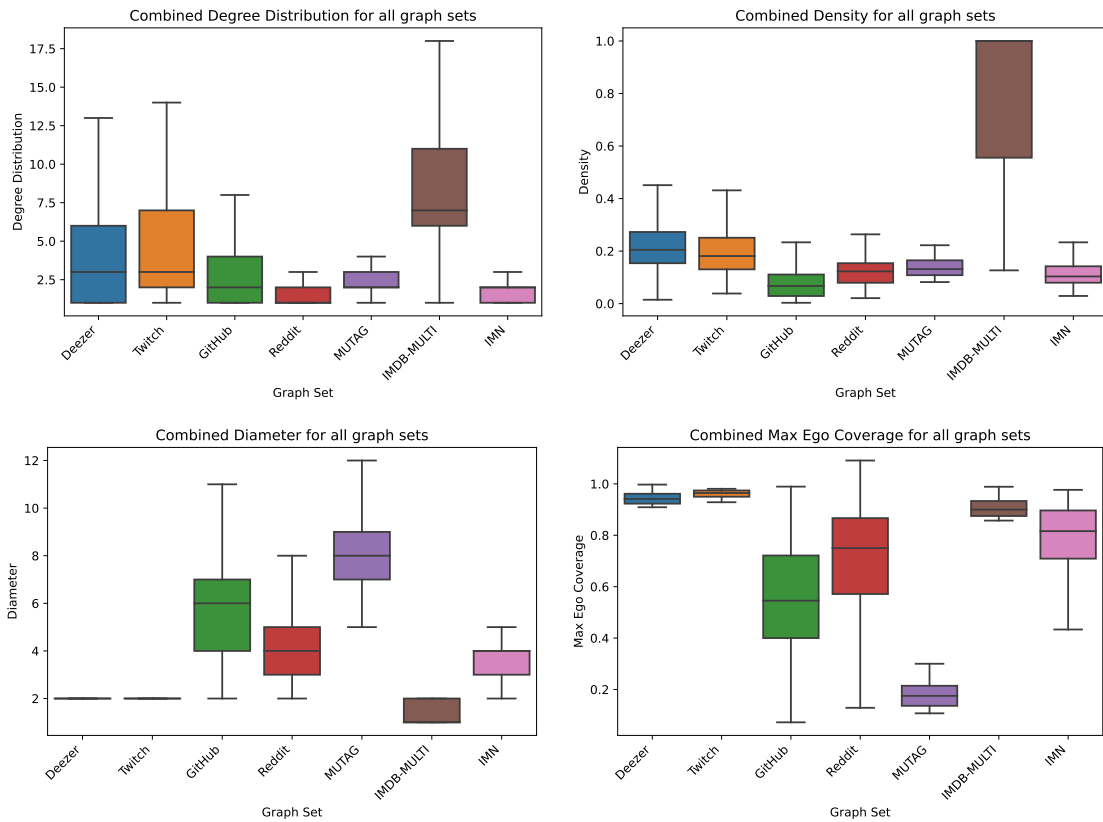 Combined Degree Distribution for all graph sets
Degree Distribution
17.5
15.0
12.5
10.0
7.5
5.0
2.5
Deezer
Twitch
GitHub
Reddit
MUTAG
IMDB-MULTI
IMN
Graph Set
Combined Density for all graph sets
Density
1.0
0.8
0.6
0.4
0.2
0.0
Deezer
Twitch
GitHub
Reddit
MUTAG
IMDB-MULTI
IMN
Graph Set
Combined Diameter for all graph sets
Diameter
12
10
8
6
4
2
Deezer
Twitch
GitHub
Reddit
MUTAG
IMDB-MULTI
IMN
Graph Set
Combined Max Ego Coverage for all graph sets
Max Ego Coverage
1.0
0.8
0.6
0.4
0.2
Deezer
Twitch
GitHub
Reddit
MUTAG
IMDB-MULTI
IMN
Graph Set